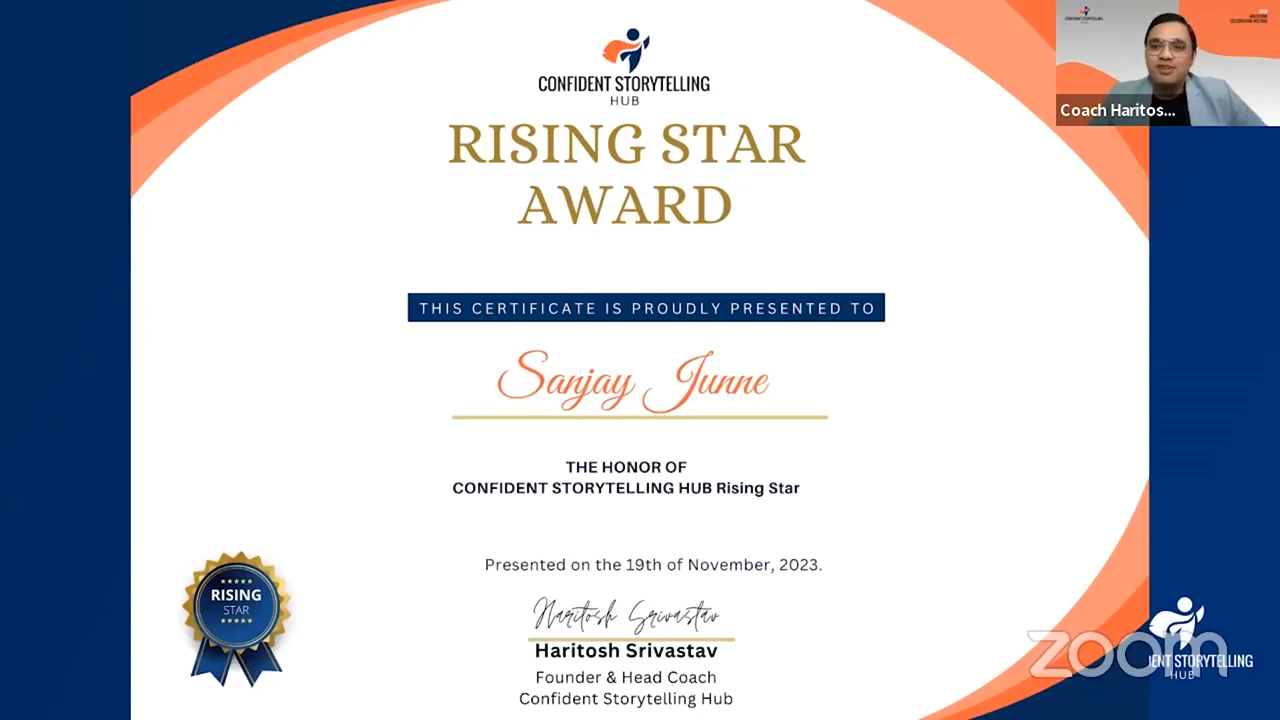 CONFIDENT STORYTELLING
HUB
RISING STAR
AWARD
THIS CERTIFICATE IS PROUDLY PRESENTED TO
Sanjay Junne
THE HONOR OF
CONFIDENT STORYTELLING HUB Rising Star
Presented on the 19th of November, 2023.
RISING
STAR
Haritosh Srivastav
Haritosh Srivastav
Founder & Head Coach
Confident Storytelling Hub
Coach Haritos...
zoom
ENT STORYTELLING
HUB